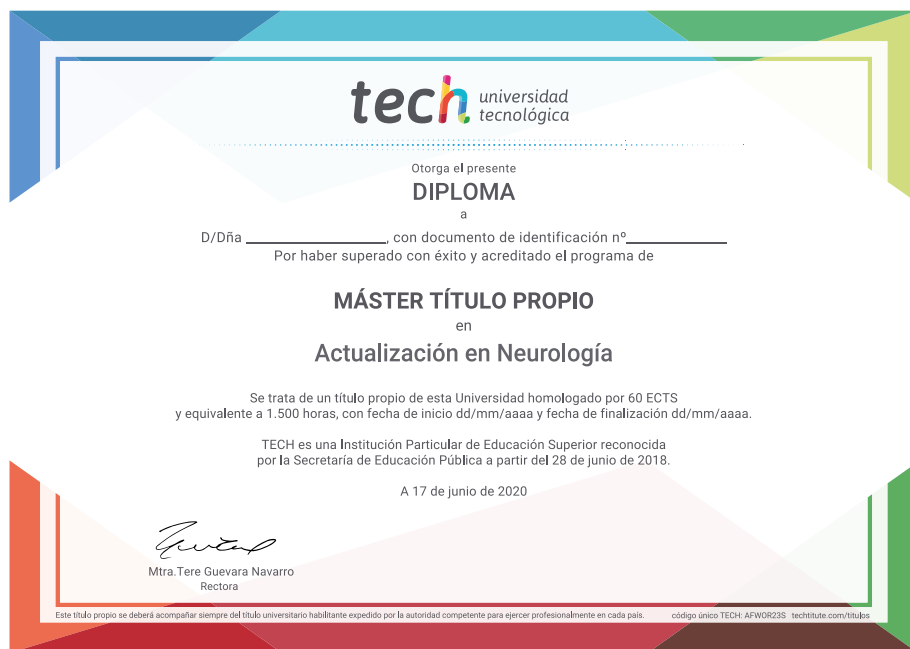 tech universidad
tecnológica
Otorga el presente
DIPLOMA
a
D/Dña ____________________, con documento de identificación nº______________
Por haber superado con éxito y acreditado el programa de
MÁSTER TÍTULO PROPIO
en
Actualización en Neurología
Se trata de un título propio de esta Universidad homologado por 60 ECTS
y equivalente a 1.500 horas, con fecha de inicio dd/mm/aaaa y fecha de finalización dd/mm/aaaa.
TECH es una Institución Particular de Educación Superior reconocida
por la Secretaría de Educación Pública a partir del 28 de junio de 2018.
A 17 de junio de 2020
Mtra.Tere Guevara Navarro
Rectora
Este título propio se deberá acompañar siempre del título universitario habilitante expedido por la autoridad competente para ejercer profesionalmente en cada país. código único TECH: AFWOR23S techtitute.com/titulos